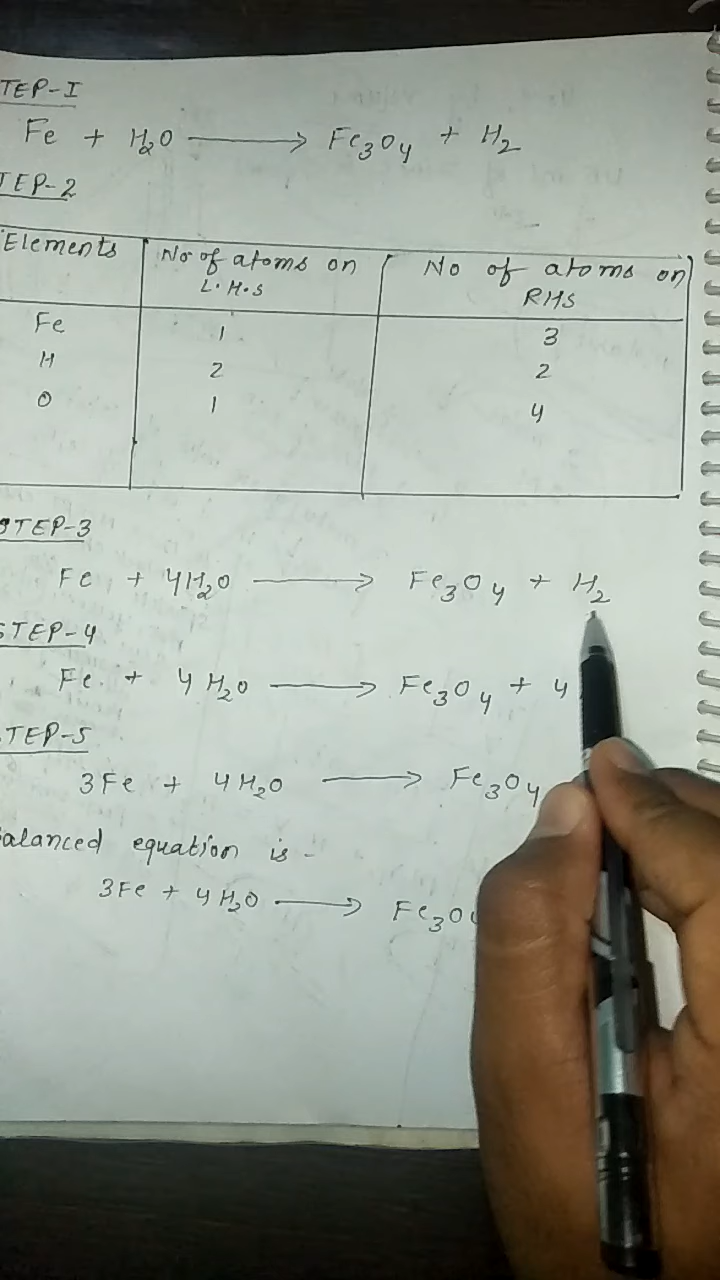 TEP-I
Fe + H2O ⟶ Fe3O4 + H2
TEP-2
Elements No of atoms on L.H.S No of atoms on RHS
Fe 1 3
H 2 2
O 1 4
STEP-3
Fe + 4H2O ⟶ Fe3O4 + H2
STEP-4
Fe + 4H2O ⟶ Fe3O4 + 4
STEP-5
3Fe + 4H2O ⟶ Fe3O4
alanced equation is -
3Fe + 4H2O ⟶ Fe3O4